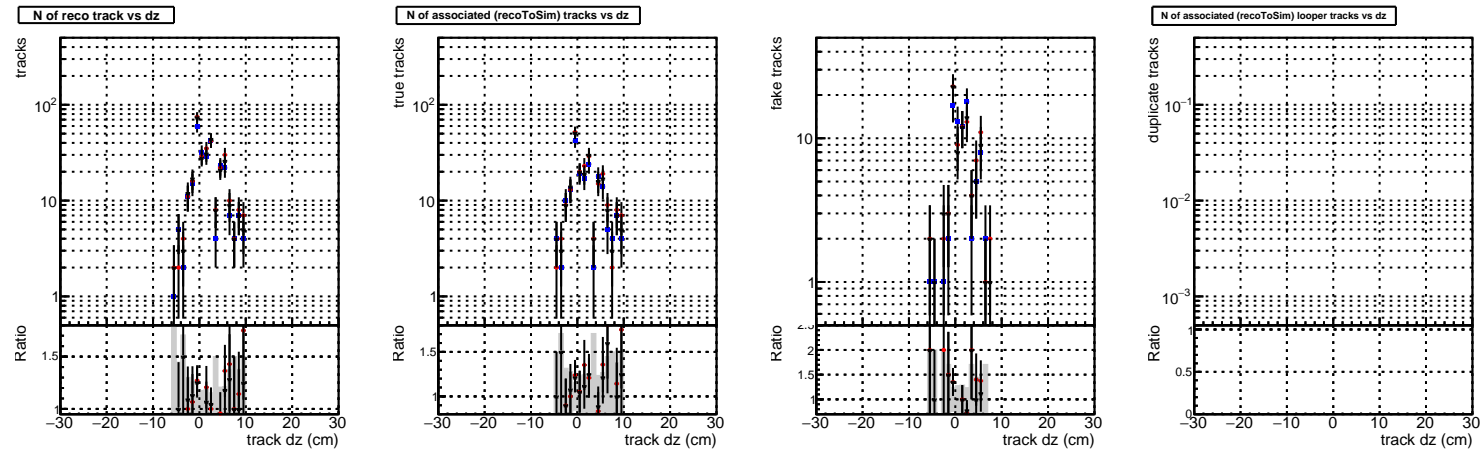 N of reco track vs dz
tracks
10²
10
1
Ratio
1.5
1
−30 −20 −10 0 10 20 30
track dz (cm)
N of associated (recoToSim) tracks vs dz
true tracks
10²
10
1
Ratio
1.5
1
−30 −20 −10 0 10 20 30
track dz (cm)
fake tracks
10
1
Ratio
2.5
2
1.5
1
−30 −20 −10 0 10 20 30
track dz (cm)
N of associated (recoToSim) looper tracks vs dz
duplicate tracks
10⁻¹
10⁻²
10⁻³
Ratio
1
0.5
0
−30 −20 −10 0 10 20 30
track dz (cm)